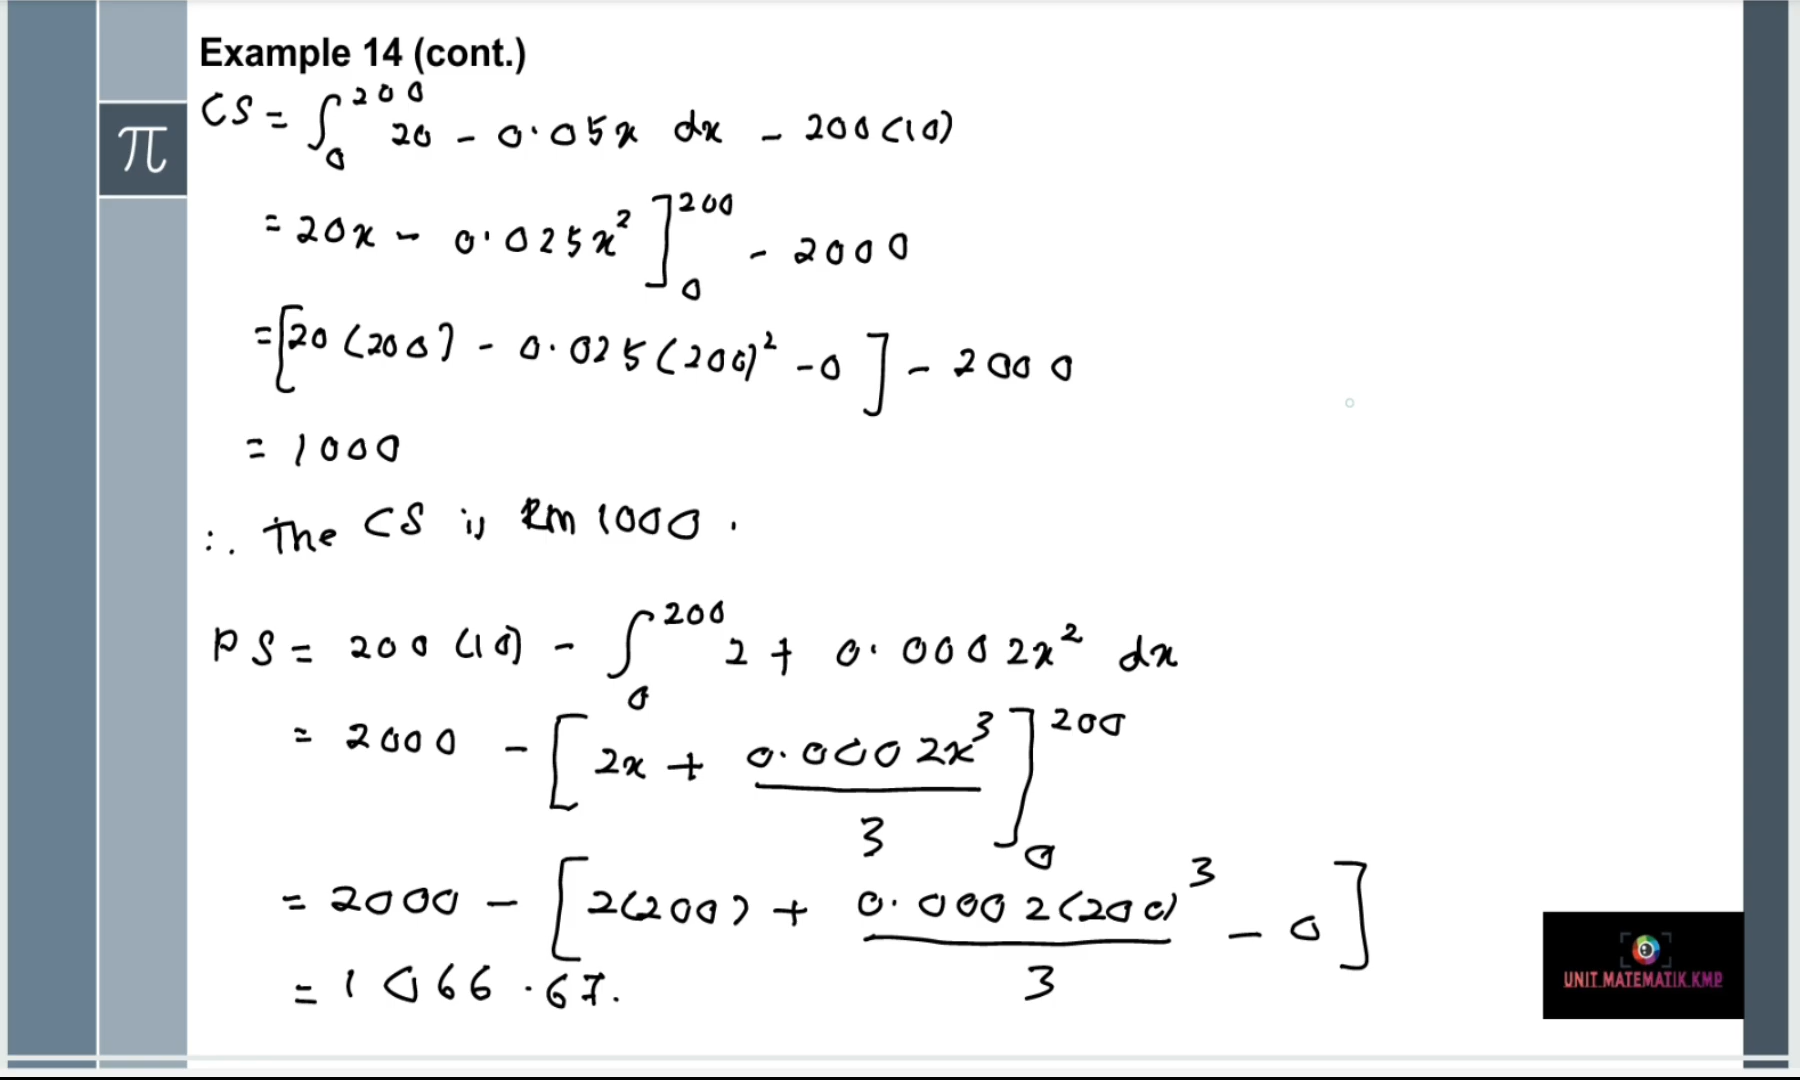 Example 14 (cont.)
π
CS = ∫₀²⁰⁰ 20 - 0.05x dx - 200(10)
= 20x - 0.025x² ]₀²⁰⁰ - 2000
= [20(200) - 0.025(200)² - 0] - 2000
= 1000
∴ The CS is RM 1000.
PS = 200(10) - ∫₀²⁰⁰ 2 + 0.0002x² dx
= 2000 - [2x + 0.0002x³/3]₀²⁰⁰
= 2000 - [2(200) + 0.0002(200)³/3 - 0]
= 1066.67.
UNIT MATEMATIK KMP